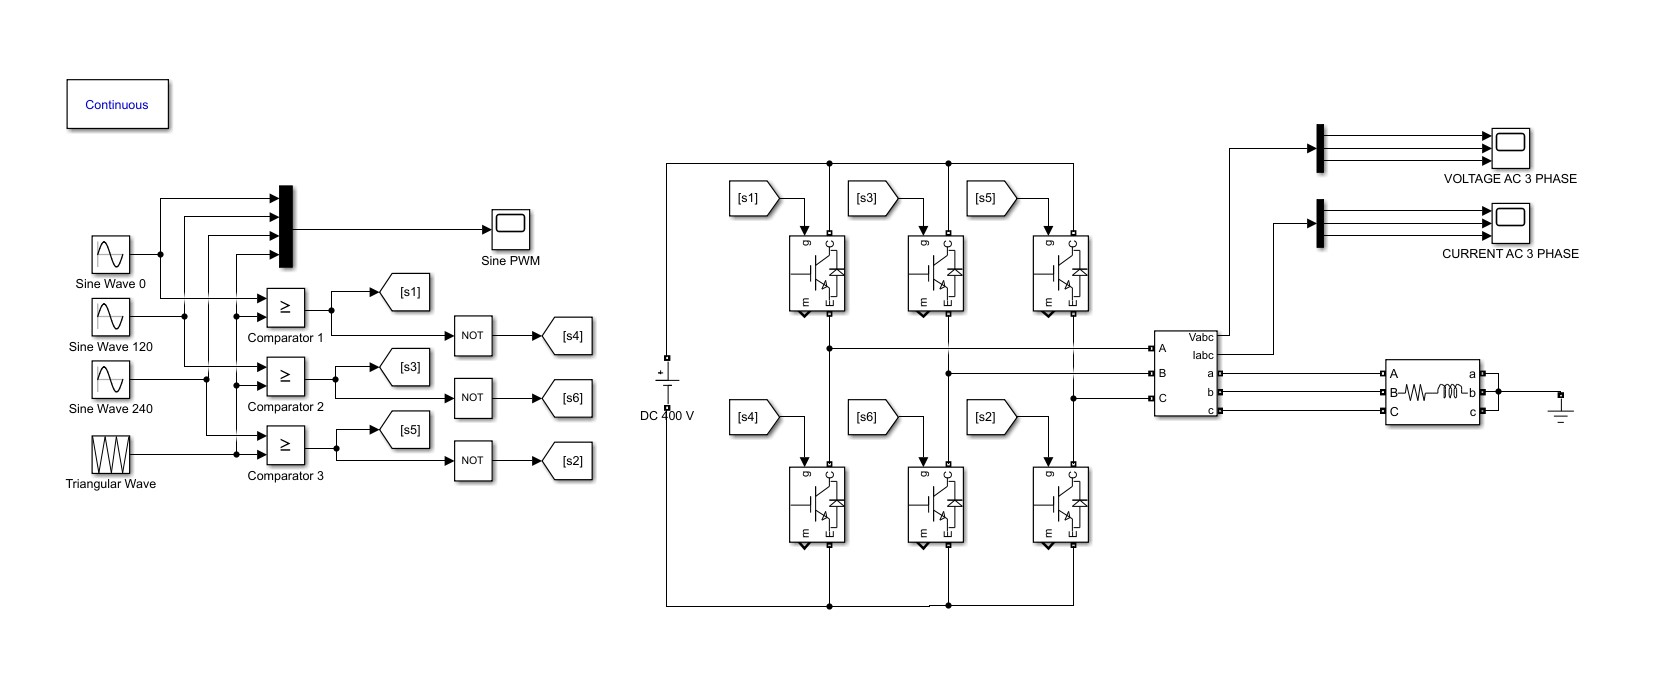 Continuous
Sine Wave 0
Sine Wave 120
Sine Wave 240
Triangular Wave
≥
Comparator 1
≥
Comparator 2
≥
Comparator 3
Sine PWM
[s1]
NOT
[s4]
[s3]
NOT
[s6]
[s5]
NOT
[s2]
+
DC 400 V
[s1]
g
C
m
E
[s3]
g
C
m
E
[s5]
g
C
m
E
[s4]
g
C
m
E
[s6]
g
C
m
E
[s2]
g
C
m
E
Vabc
Iabc
A
a
B
b
C
c
VOLTAGE AC 3 PHASE
CURRENT AC 3 PHASE
A
a
B
b
C
c